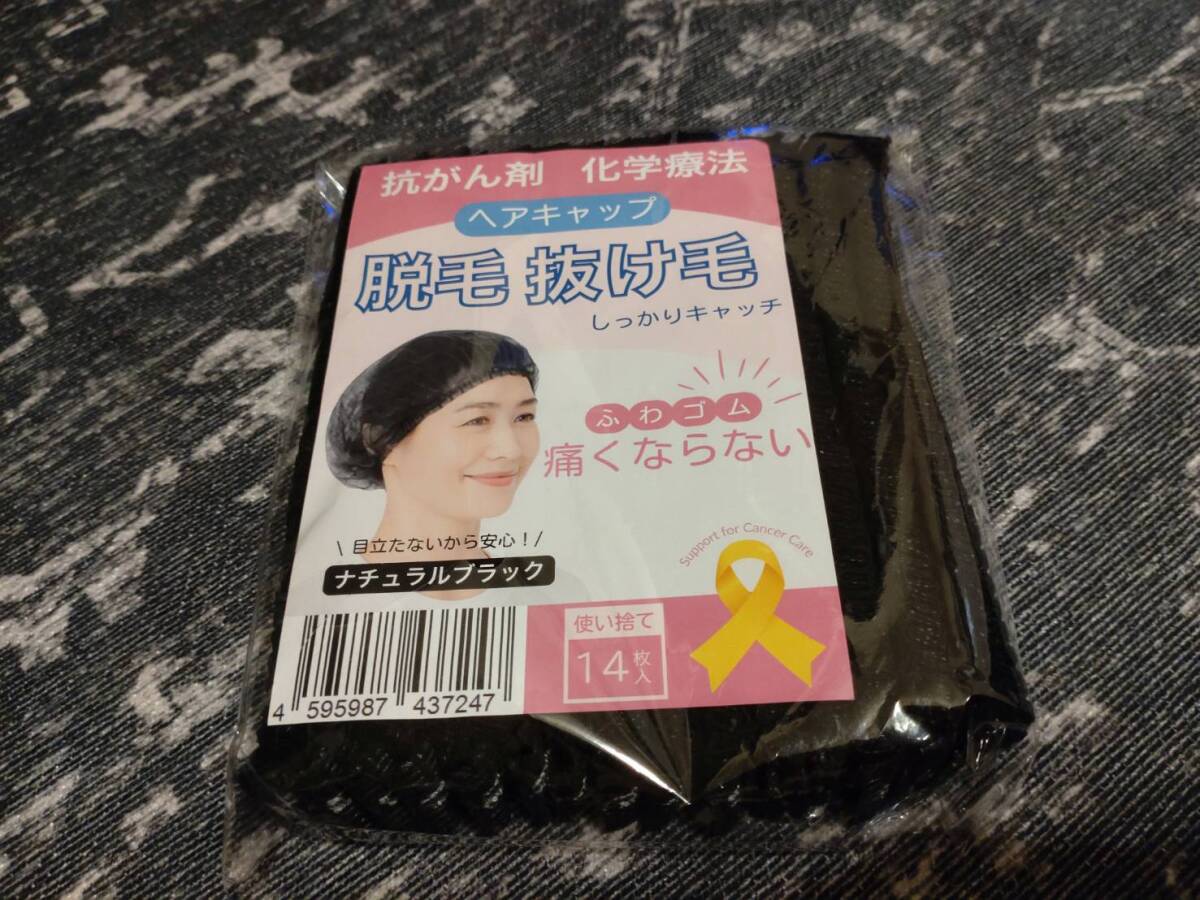 抗がん剤 化学療法
ヘアキャップ
脱毛 抜け毛
しっかりキャッチ
ふわゴム
痛くならない
\ 目立たないから安心！/
ナチュラルブラック
Support for Cancer Care
使い捨て
14枚入
4 595987 437247